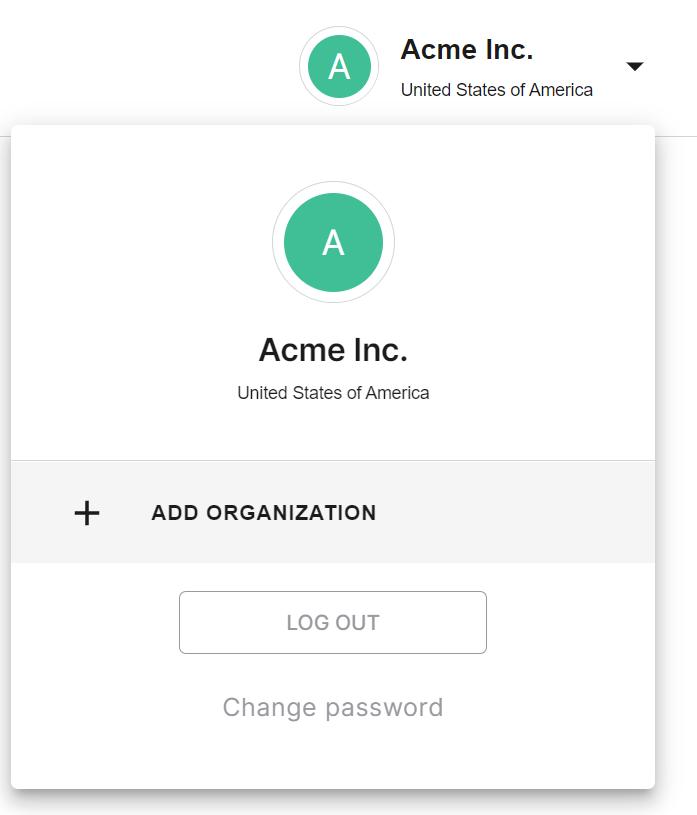 A
Acme Inc.
United States of America
A
Acme Inc.
United States of America
ADD ORGANIZATION
LOG OUT
Change password